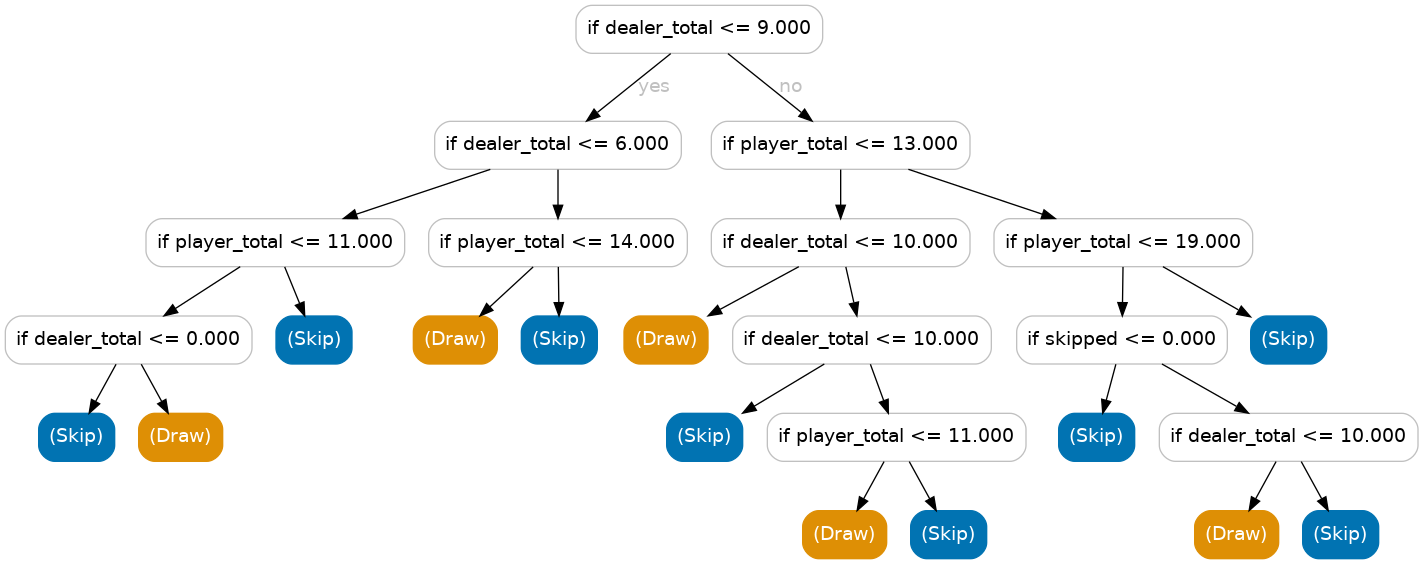 if dealer_total <= 9.000
yes
no
if dealer_total <= 6.000
if player_total <= 13.000
if player_total <= 11.000
if player_total <= 14.000
if dealer_total <= 10.000
if player_total <= 19.000
if dealer_total <= 0.000
(Skip)
(Draw)
(Skip)
(Draw)
if dealer_total <= 10.000
if skipped <= 0.000
(Skip)
(Skip)
(Draw)
(Skip)
if player_total <= 11.000
(Skip)
if dealer_total <= 10.000
(Draw)
(Skip)
(Draw)
(Skip)